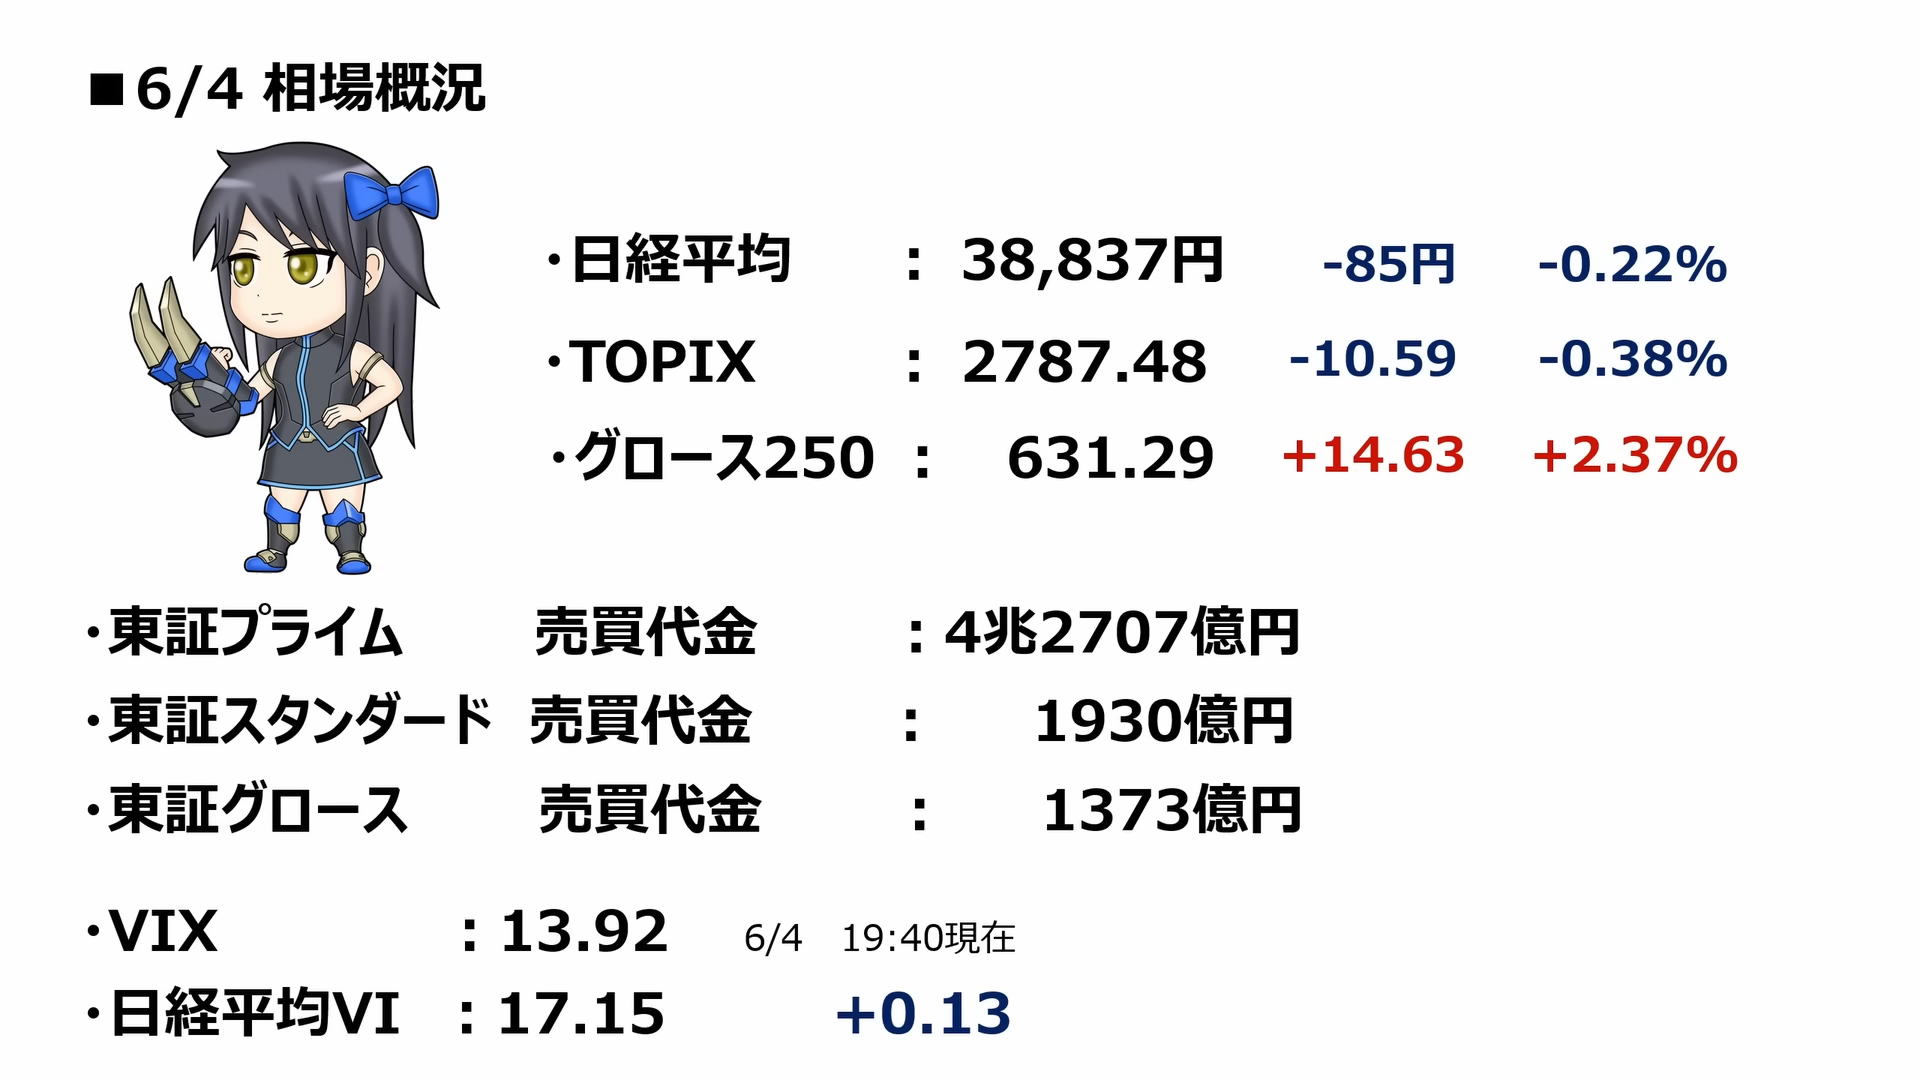 ■6/4 相場概況
・日経平均 : 38,837円 -85円 -0.22%
・TOPIX : 2787.48 -10.59 -0.38%
・グロース250 : 631.29 +14.63 +2.37%
・東証プライム 売買代金 : 4兆2707億円
・東証スタンダード 売買代金 : 1930億円
・東証グロース 売買代金 : 1373億円
・VIX : 13.92 6/4 19:40現在
・日経平均VI : 17.15 +0.13